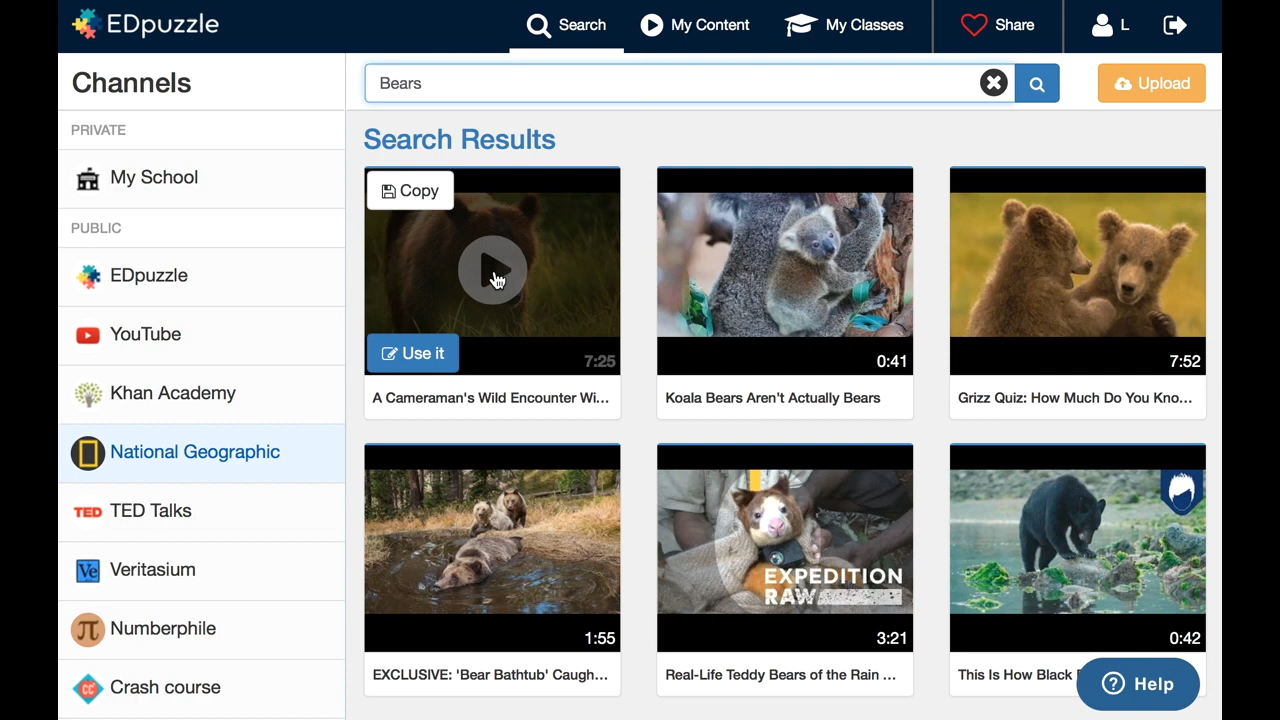 EDpuzzle
Search
My Content
My Classes
Share
L
Channels
Bears
Upload
PRIVATE
My School
PUBLIC
EDpuzzle
YouTube
Khan Academy
National Geographic
TED TED Talks
Ve Veritasium
π Numberphile
CC Crash course
Search Results
Copy
Use it
7:25
0:41
7:52
A Cameraman's Wild Encounter Wi...
Koala Bears Aren't Actually Bears
Grizz Quiz: How Much Do You Kno...
EXPEDITION
RAW
1:55
3:21
0:42
EXCLUSIVE: 'Bear Bathtub' Caugh...
Real-Life Teddy Bears of the Rain ...
This Is How Black
Help